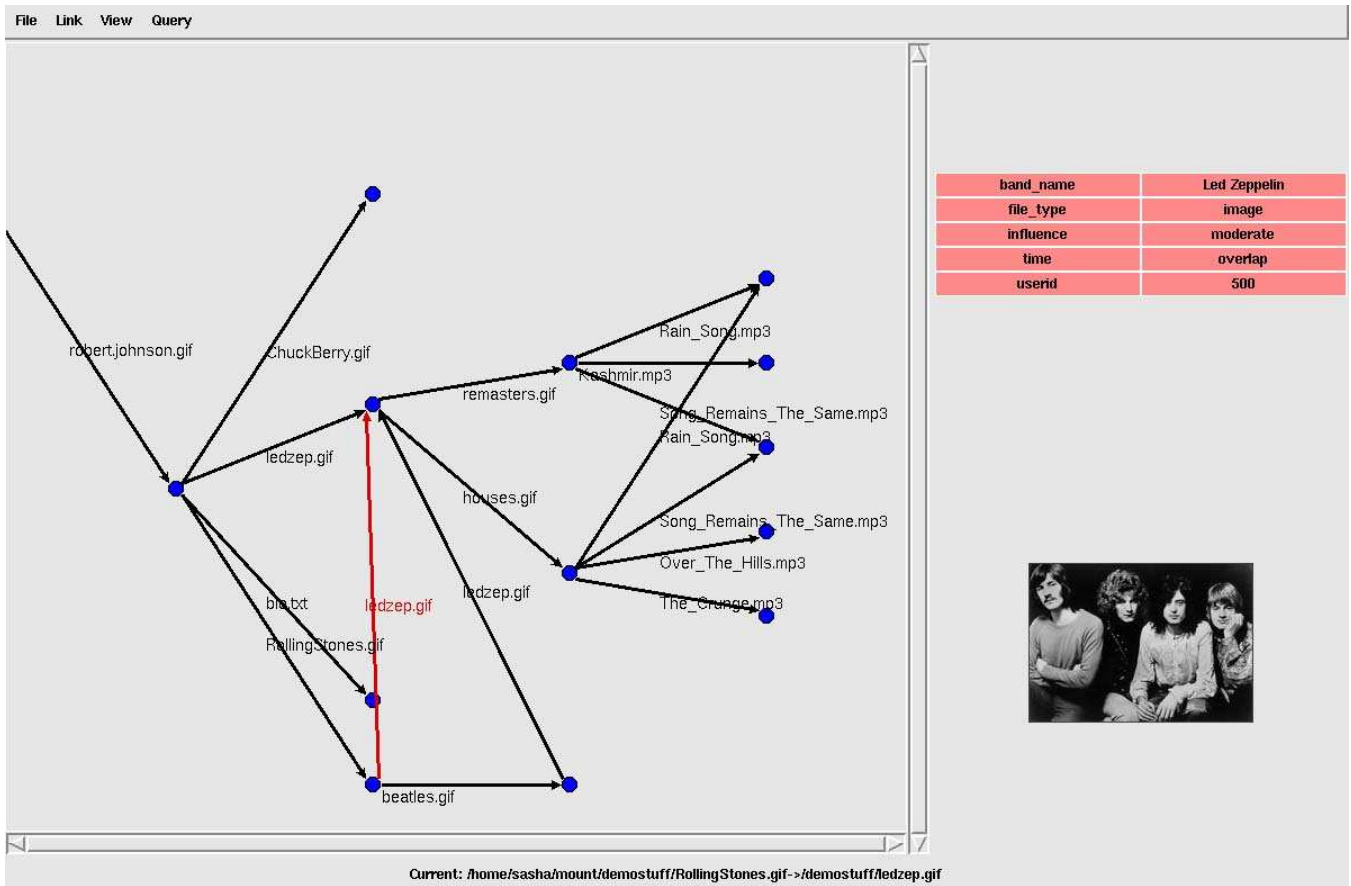 File Link View Query
band_name Led Zeppelin
file_type image
influence moderate
time overlap
userid 500
robert.johnson.gif
ChuckBerry.gif
Rain_Song.mp3
Kashmir.mp3
remasters.gif
Song_Remains_The_Same.mp3
Rain_Song.mp3
ledzep.gif
houses.gif
Song_Remains_The_Same.mp3
Over_The_Hills.mp3
ledzep.gif
bio.txt
ledzep.gif
The_Crunge.mp3
RollingStones.gif
beatles.gif
Current: /home/sasha/mount/demostuff/RollingStones.gif->/demostuff/ledzep.gif